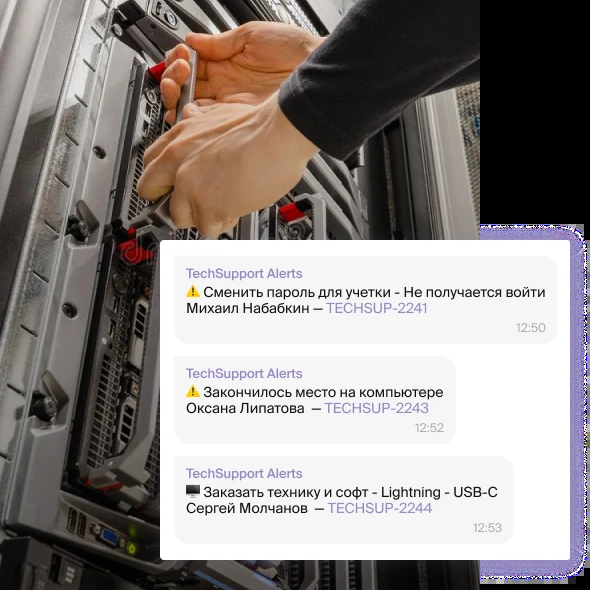 TechSupport Alerts
⚠️ Сменить пароль для учетки - Не получается войти
Михаил Набабкин — TECHSUP-2241
12:50
TechSupport Alerts
⚠️ Закончилось место на компьютере
Оксана Липатова — TECHSUP-2243
12:52
TechSupport Alerts
🖥️ Заказать технику и софт - Lightning - USB-C
Сергей Молчанов — TECHSUP-2244
12:53